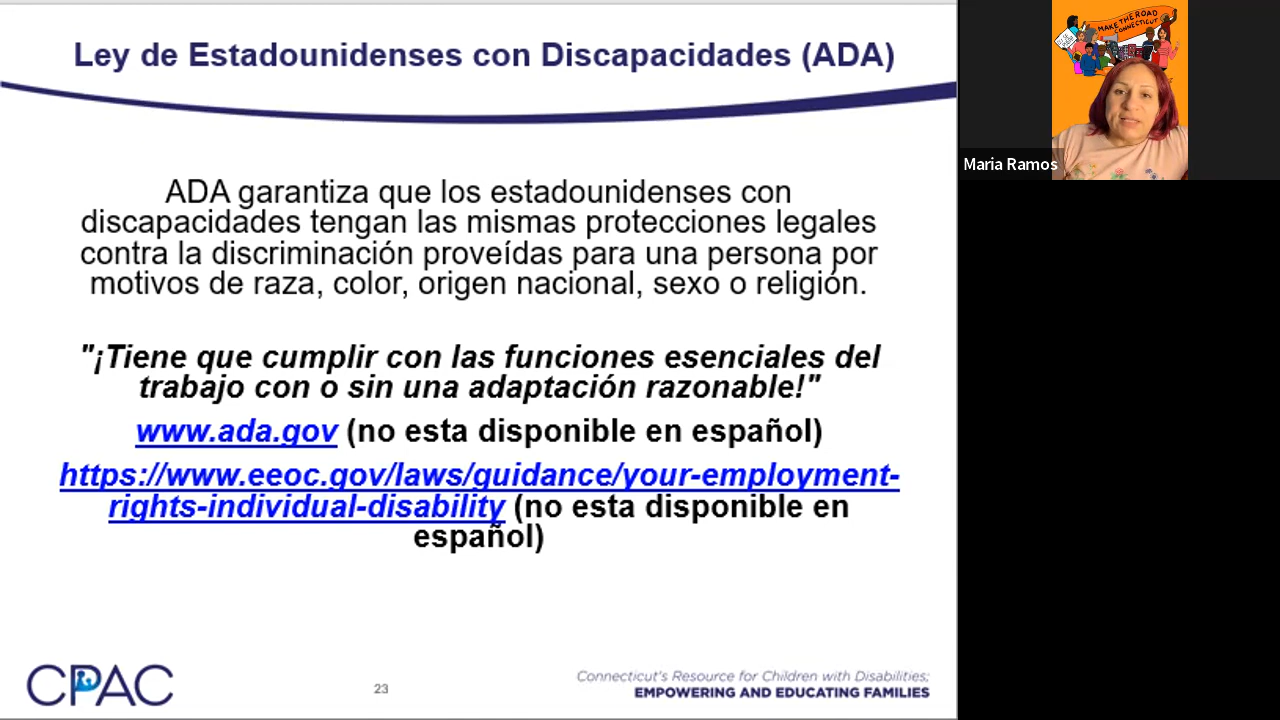 Ley de Estadounidenses con Discapacidades (ADA)
ADA garantiza que los estadounidenses con
discapacidades tengan las mismas protecciones legales
contra la discriminación proveídas para una persona por
motivos de raza, color, origen nacional, sexo o religión.
"¡Tiene que cumplir con las funciones esenciales del
trabajo con o sin una adaptación razonable!"
www.ada.gov (no esta disponible en español)
https://www.eeoc.gov/laws/guidance/your-employment-
rights-individual-disability (no esta disponible en
español)
CPAC
23
Connecticut's Resource for Children with Disabilities;
EMPOWERING AND EDUCATING FAMILIES
MAKE THE ROAD
CONNECTICUT
Maria Ramos